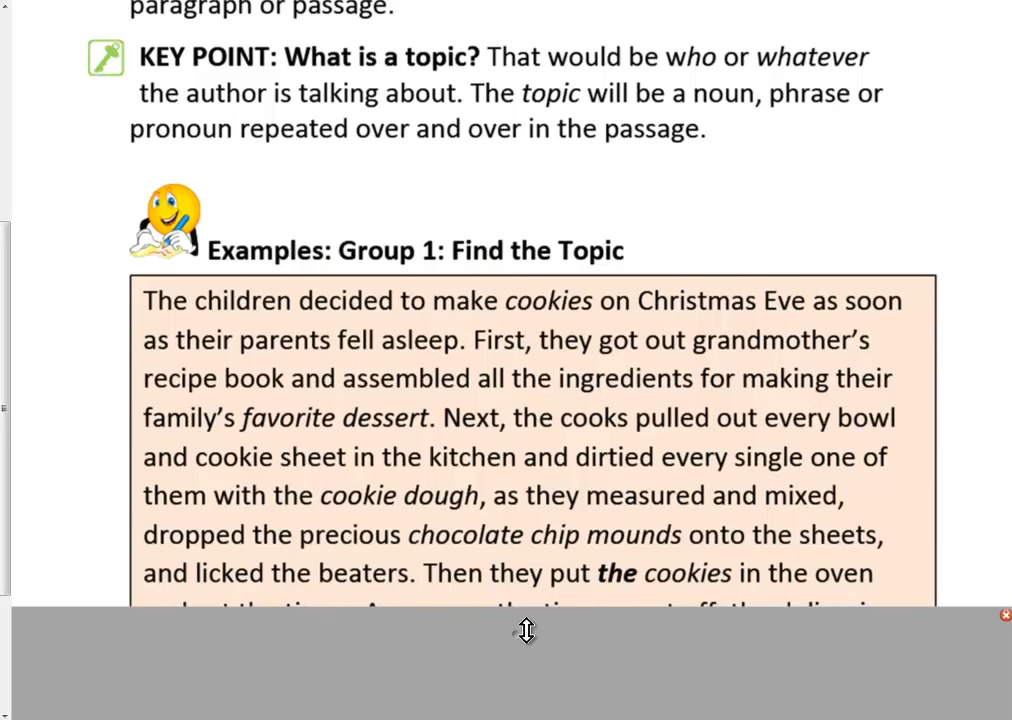 paragraph or passage.
KEY POINT: What is a topic? That would be who or whatever
the author is talking about. The topic will be a noun, phrase or
pronoun repeated over and over in the passage.
Examples: Group 1: Find the Topic
The children decided to make cookies on Christmas Eve as soon
as their parents fell asleep. First, they got out grandmother’s
recipe book and assembled all the ingredients for making their
family’s favorite dessert. Next, the cooks pulled out every bowl
and cookie sheet in the kitchen and dirtied every single one of
them with the cookie dough, as they measured and mixed,
dropped the precious chocolate chip mounds onto the sheets,
and licked the beaters. Then they put the cookies in the oven